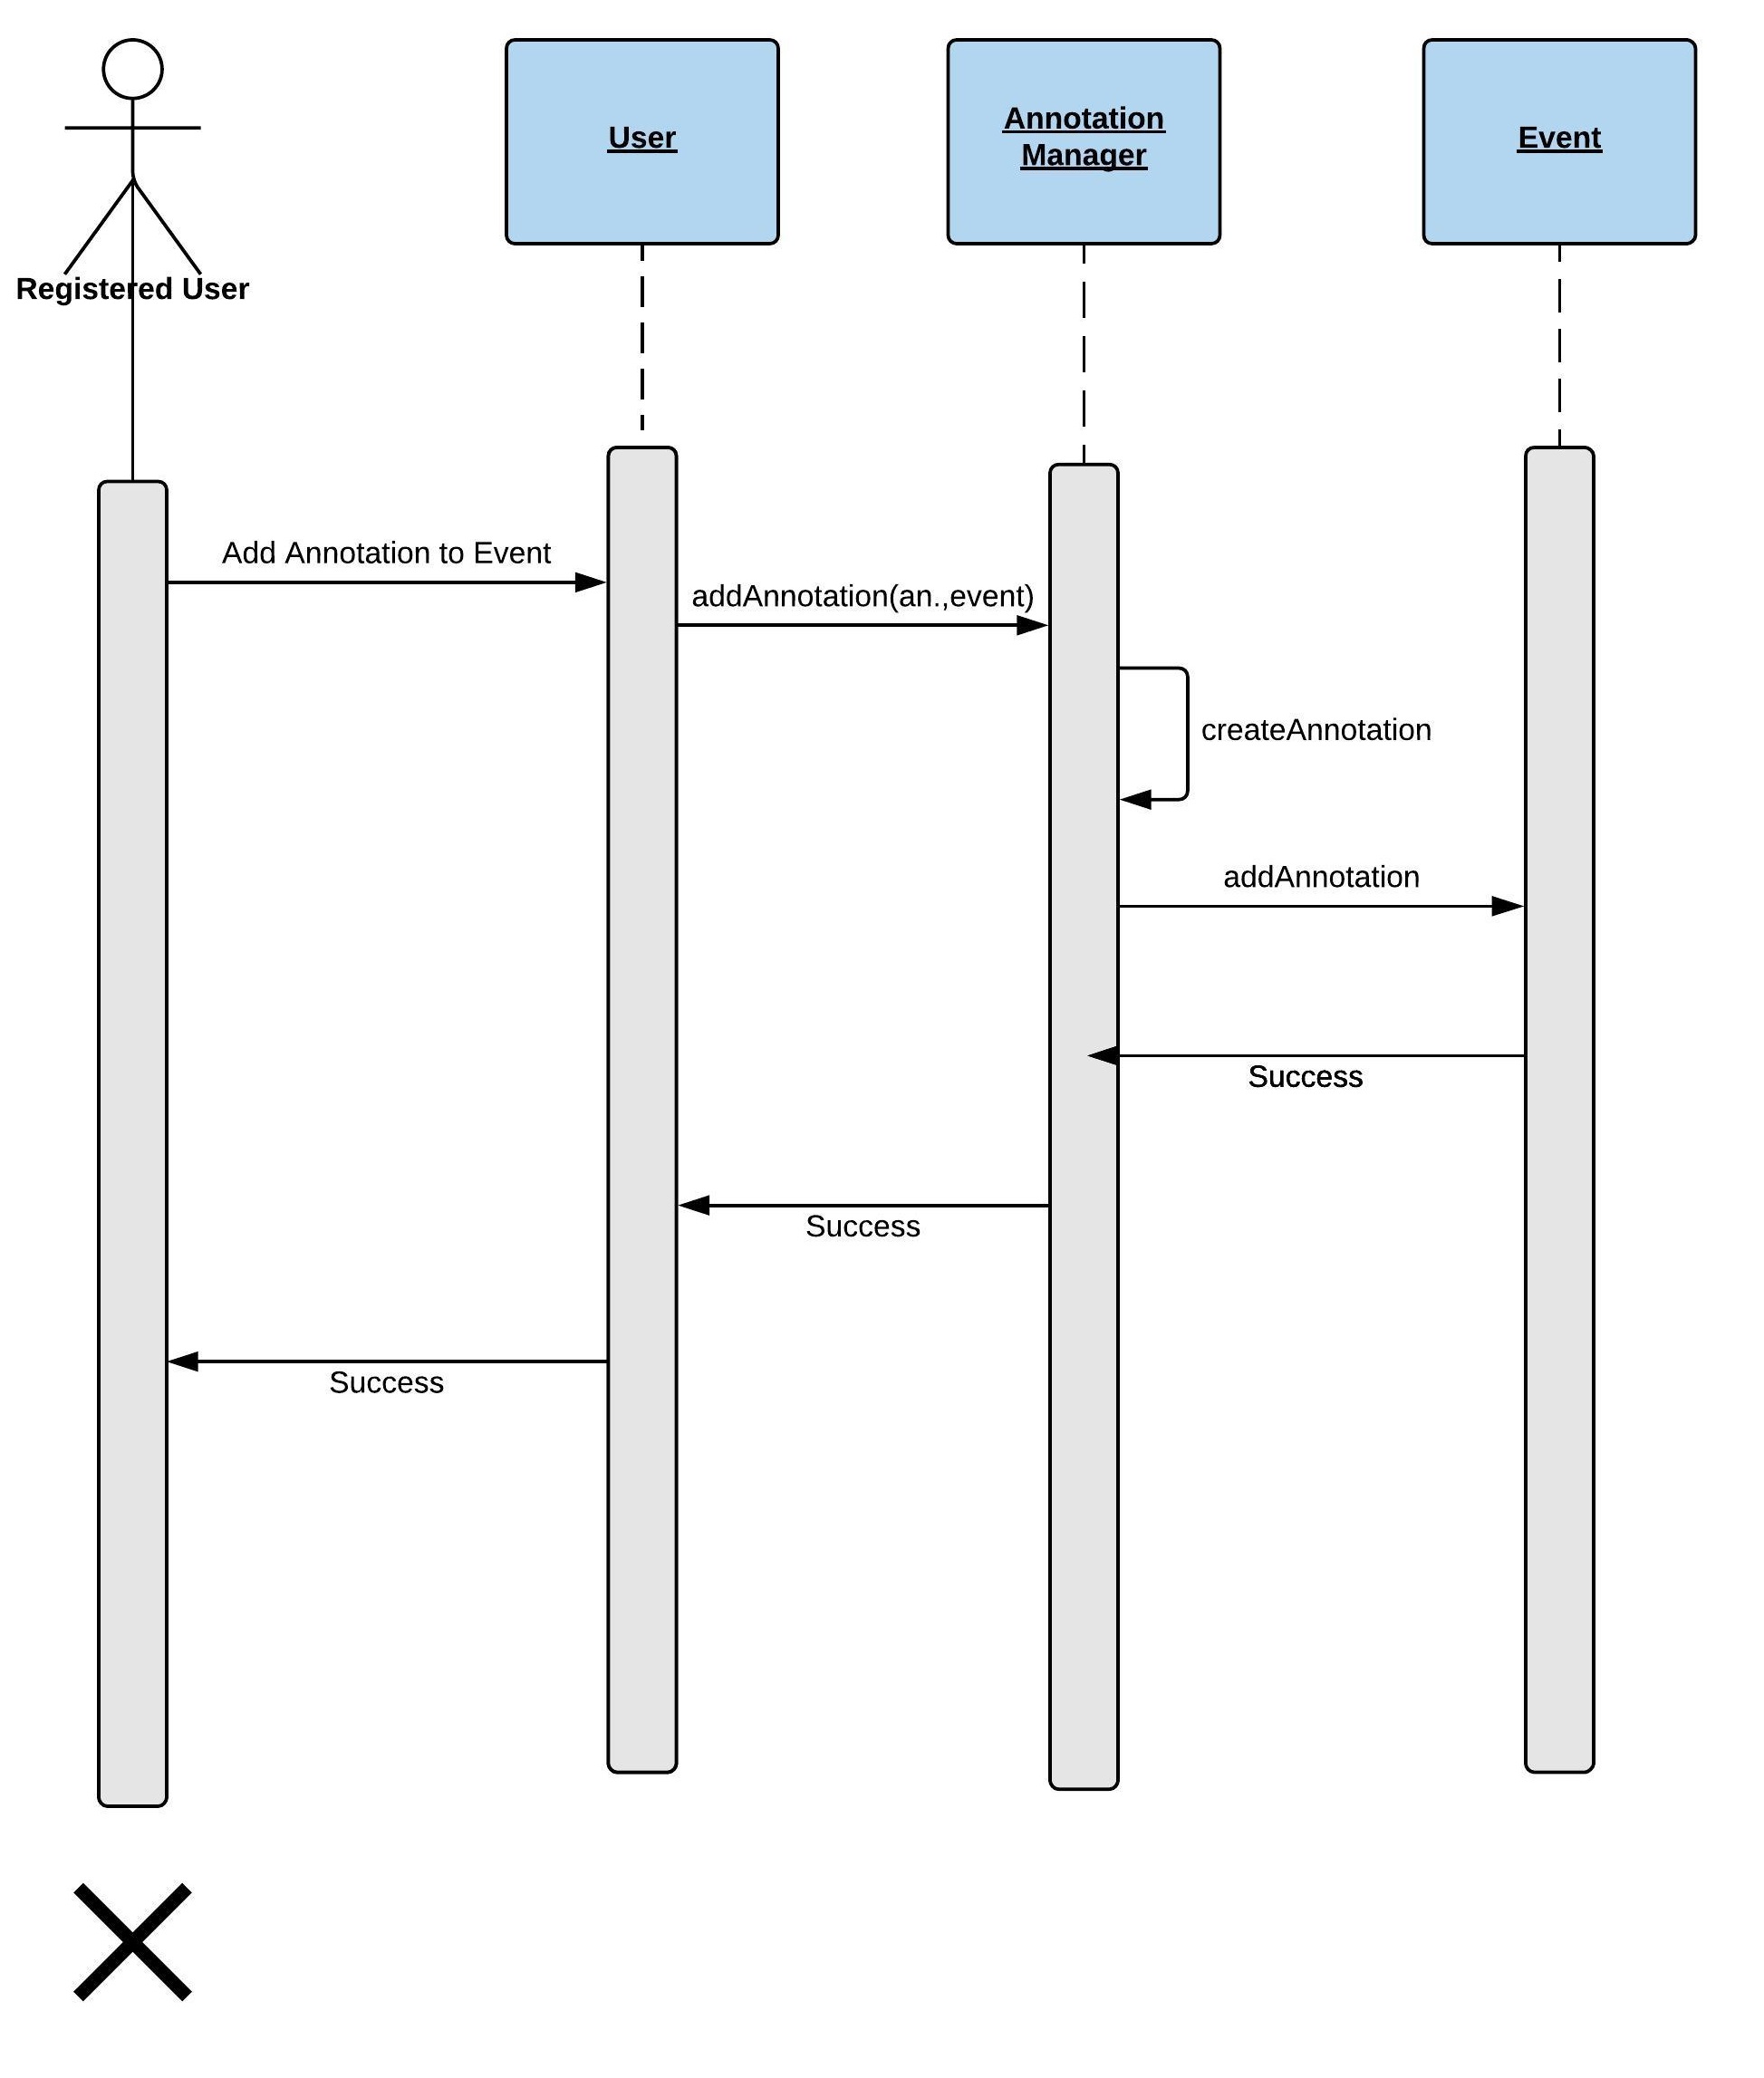 User
Annotation
Manager
Event
Registered User
Add Annotation to Event
addAnnotation(an.,event)
createAnnotation
addAnnotation
Success
Success
Success